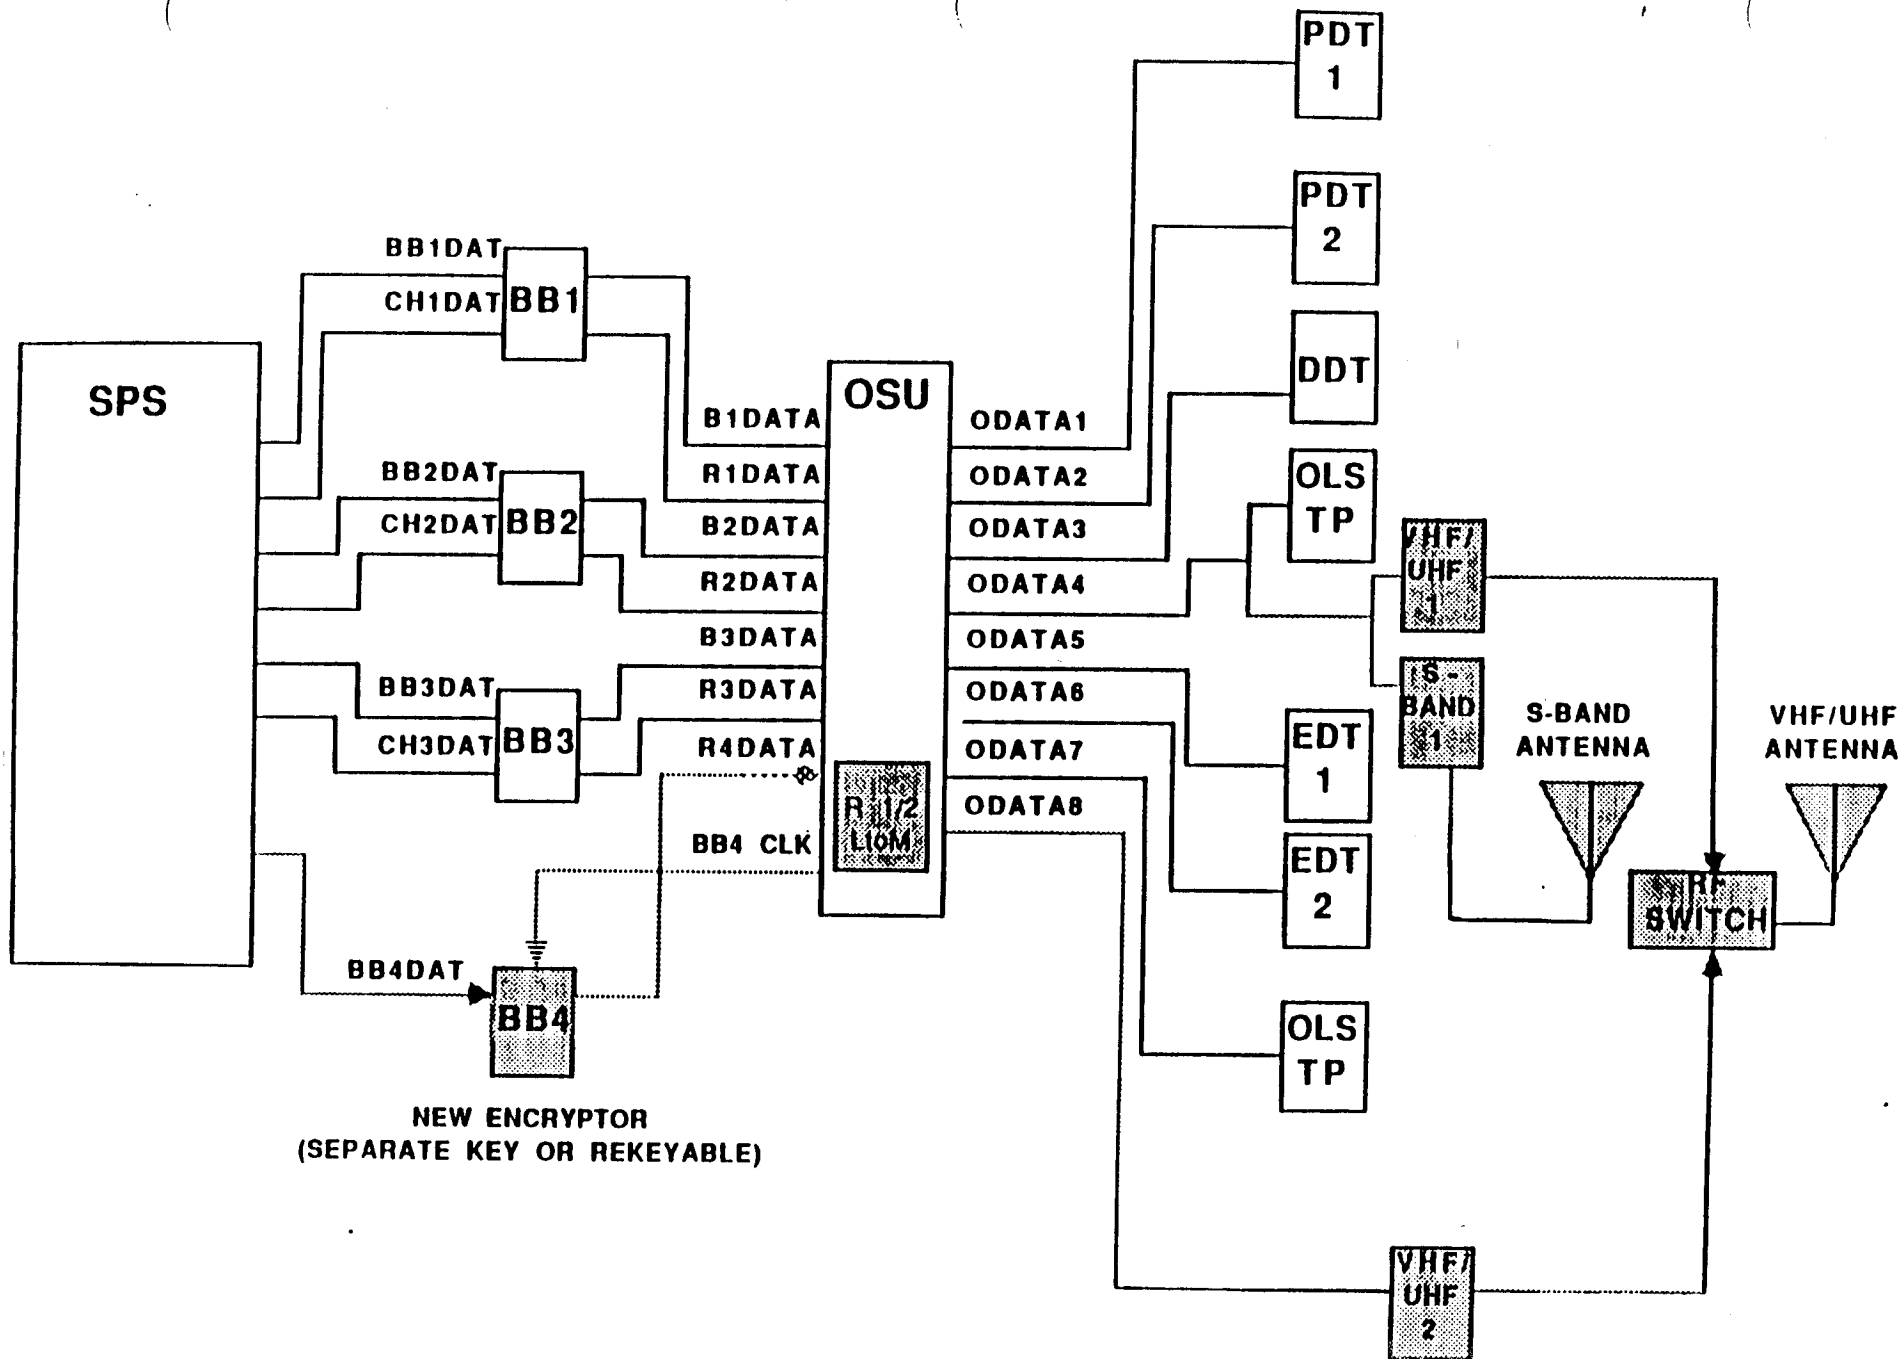 PDT
1
PDT
2
DDT
OLS
TP
VHF/
UHF
1
S-
BAND
1
S-BAND
ANTENNA
VHF/UHF
ANTENNA
BB1DAT
CH1DAT
BB1
SPS
BB2DAT
CH2DAT
BB2
BB3DAT
CH3DAT
BB3
B1DATA
R1DATA
B2DATA
R2DATA
B3DATA
R3DATA
R4DATA
BB4 CLK
OSU
R 1/2
LtoM
ODATA1
ODATA2
ODATA3
ODATA4
ODATA5
ODATA6
ODATA7
ODATA8
EDT
1
EDT
2
RF
SWITCH
BB4DAT
BB4
OLS
TP
NEW ENCRYPTOR
(SEPARATE KEY OR REKEYABLE)
VHF/
UHF
2